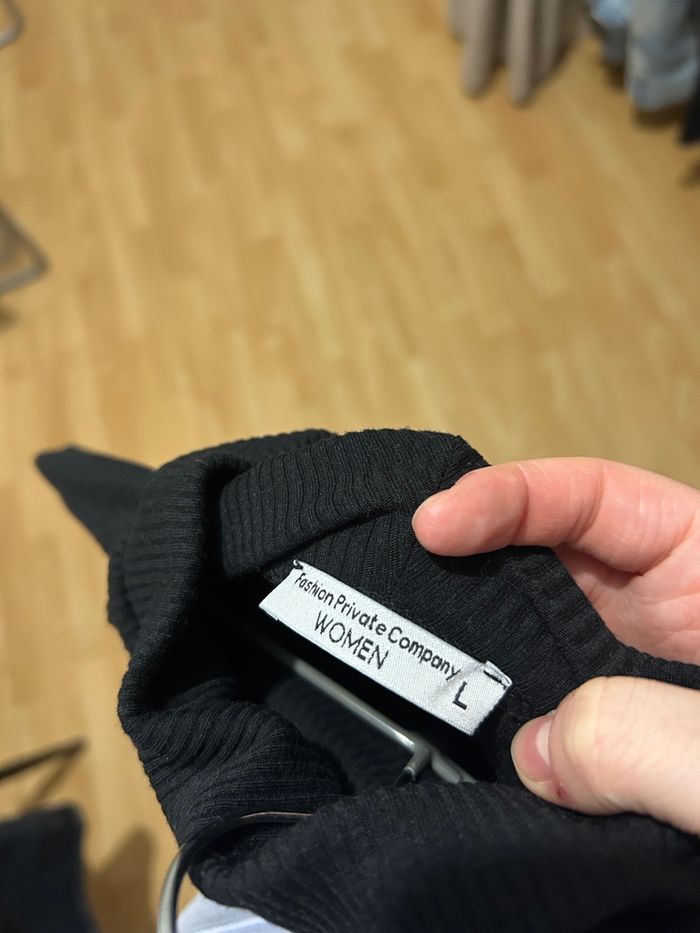 Fashion Private Company
WOMEN
L